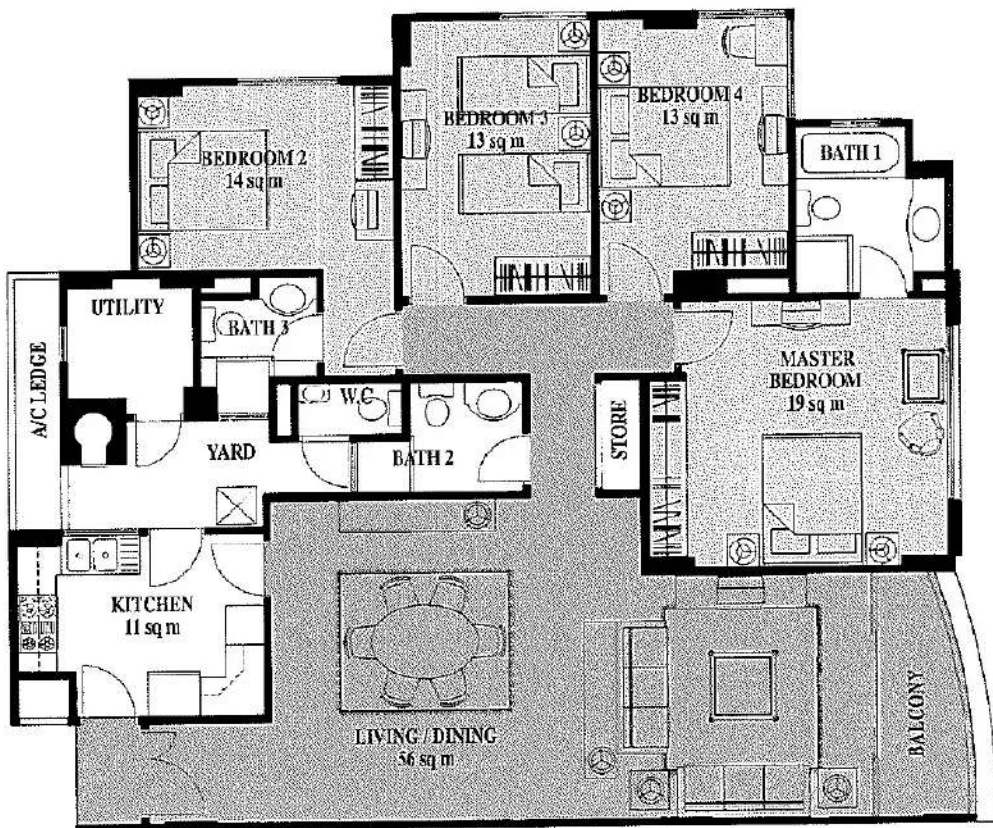 BEDROOM 2
14 sq m
BEDROOM 3
13 sq m
BEDROOM 4
13 sq m
BATH 1
UTILITY
BATH 3
A/C LEDGE
W.C
YARD
BATH 2
STORE
MASTER
BEDROOM
19 sq m
KITCHEN
11 sq m
LIVING / DINING
56 sq m
BALCONY